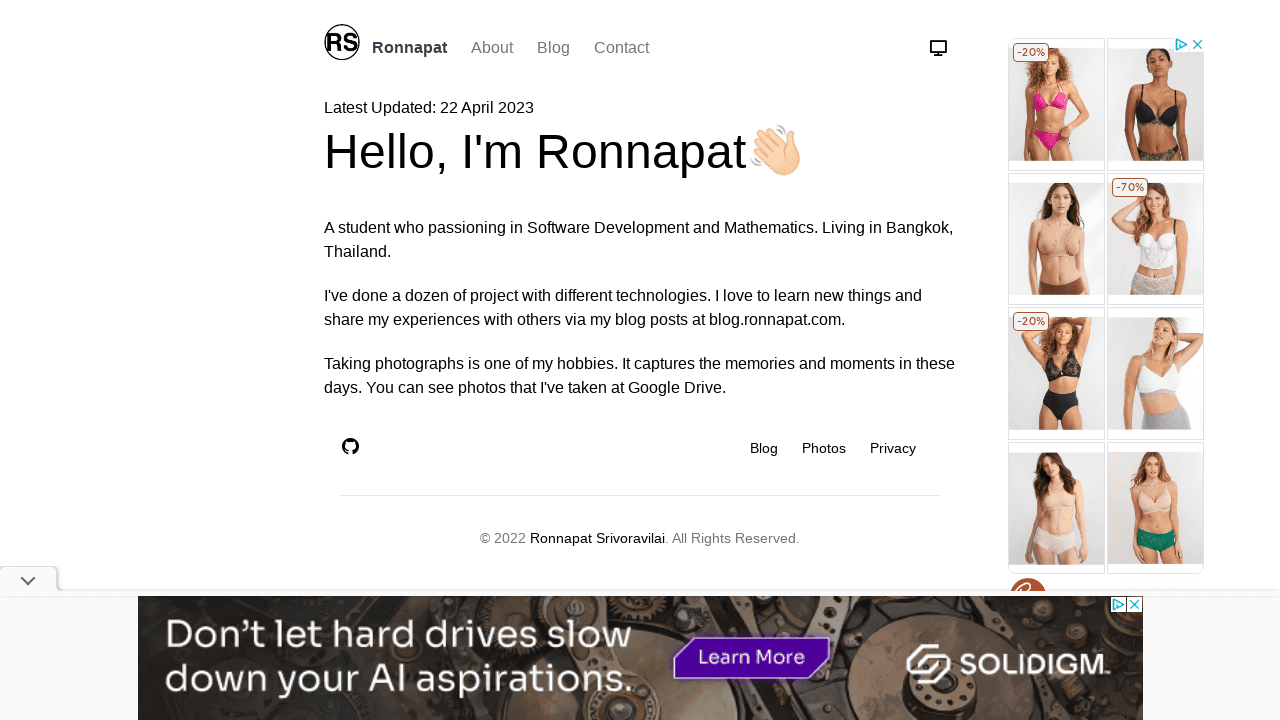 RS
Ronnapat About Blog Contact
Latest Updated: 22 April 2023
Hello, I'm Ronnapat👋🏻
A student who passioning in Software Development and Mathematics. Living in Bangkok,
Thailand.
I've done a dozen of project with different technologies. I love to learn new things and
share my experiences with others via my blog posts at blog.ronnapat.com.
Taking photographs is one of my hobbies. It captures the memories and moments in these
days. You can see photos that I've taken at Google Drive.
Blog Photos Privacy
© 2022 Ronnapat Srivoravilai. All Rights Reserved.
-20%
-70%
-20%
Don't let hard drives slow
down your AI aspirations.
Learn More
SOLIDIGM